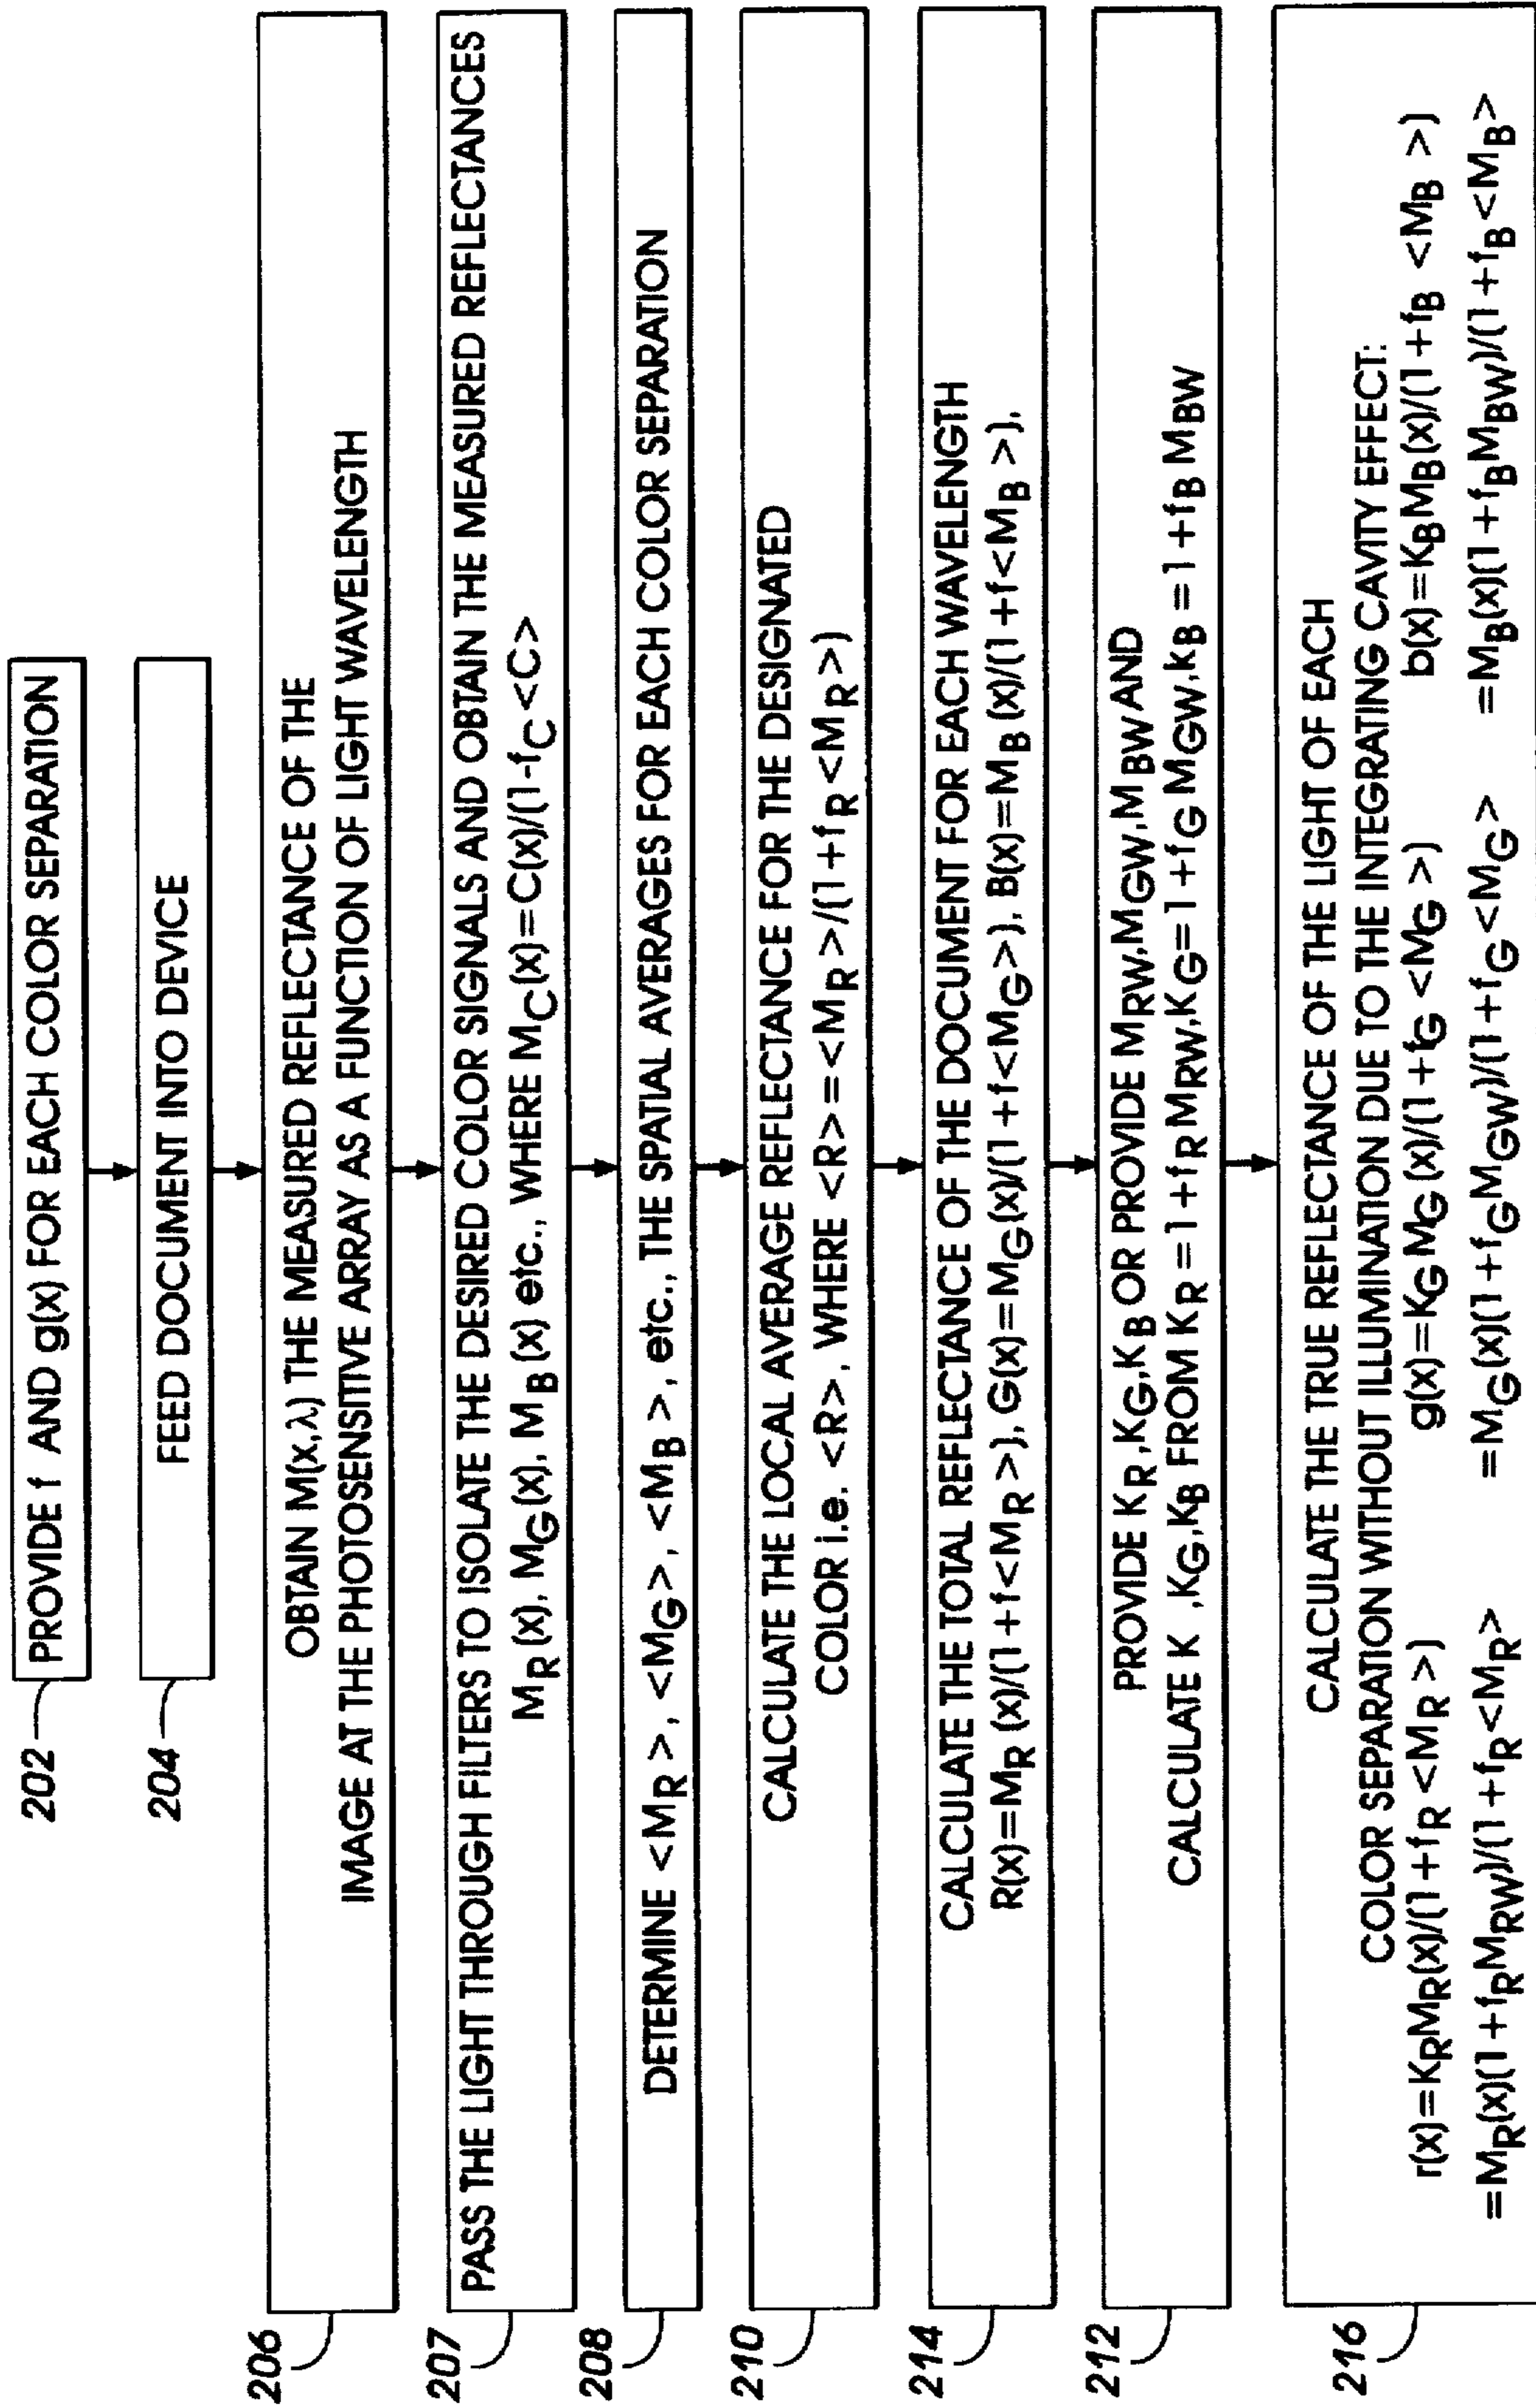 202
PROVIDE f AND g(x) FOR EACH COLOR SEPARATION
204
FEED DOCUMENT INTO DEVICE
206
OBTAIN M(x,λ) THE MEASURED REFLECTANCE OF THE
IMAGE AT THE PHOTOSENSITIVE ARRAY AS A FUNCTION OF LIGHT WAVELENGTH
207
PASS THE LIGHT THROUGH FILTERS TO ISOLATE THE DESIRED COLOR SIGNALS AND OBTAIN THE MEASURED REFLECTANCES
M_R(x), M_G(x), M_B(x) etc., WHERE M_C(x)=C(x)/(1-f_C<C>
208
DETERMINE <M_R>, <M_G>, <M_B>, etc., THE SPATIAL AVERAGES FOR EACH COLOR SEPARATION
210
CALCULATE THE LOCAL AVERAGE REFLECTANCE FOR THE DESIGNATED
COLOR i.e. <R>, WHERE <R>=<M_R>/(1+f_R<M_R>)
214
CALCULATE THE TOTAL REFLECTANCE OF THE DOCUMENT FOR EACH WAVELENGTH
R(x)=M_R(x)/(1+f<M_R>), G(x)=M_G(x)/(1+f<M_G>), B(x)=M_B(x)/(1+f<M_B>),
212
PROVIDE K_R,K_G,K_B OR PROVIDE M_RW,M_GW,M_BW AND
CALCULATE K ,K_G,K_B FROM K_R=1+f_R M_RW,K_G=1+f_G M_GW,k_B=1+f_B M_BW
216
CALCULATE THE TRUE REFLECTANCE OF THE LIGHT OF EACH
COLOR SEPARATION WITHOUT ILLUMINATION DUE TO THE INTEGRATING CAVITY EFFECT:
r(x)=K_R M_R(x)/(1+f_R<M_R>) g(x)=K_G M_G(x)/(1+f_G<M_G>) b(x)=K_B M_B(x)/(1+f_B<M_B>)
=M_R(x)(1+f_R M_RW)/(1+f_R<M_R> =M_G(x)(1+f_G M_GW)/(1+f_G<M_G> =M_B(x)(1+f_B M_BW)/(1+f_B<M_B>